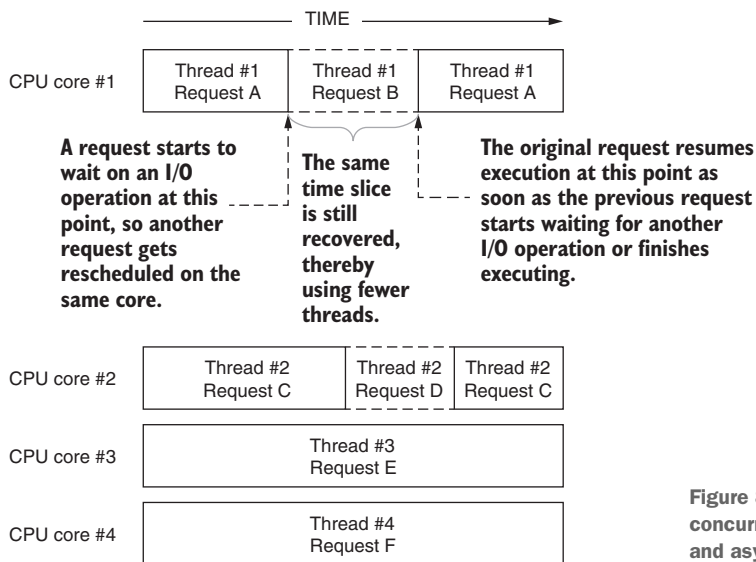 TIME
CPU core #1
Thread #1
Request A
Thread #1
Request B
Thread #1
Request A
A request starts to
wait on an I/O
operation at this
point, so another
request gets
rescheduled on the
same core.
The same
time slice
is still
recovered,
thereby
using fewer
threads.
The original request resumes
execution at this point as
soon as the previous request
starts waiting for another
I/O operation or finishes
executing.
CPU core #2
Thread #2
Request C
Thread #2
Request D
Thread #2
Request C
CPU core #3
Thread #3
Request E
CPU core #4
Thread #4
Request F
Figure